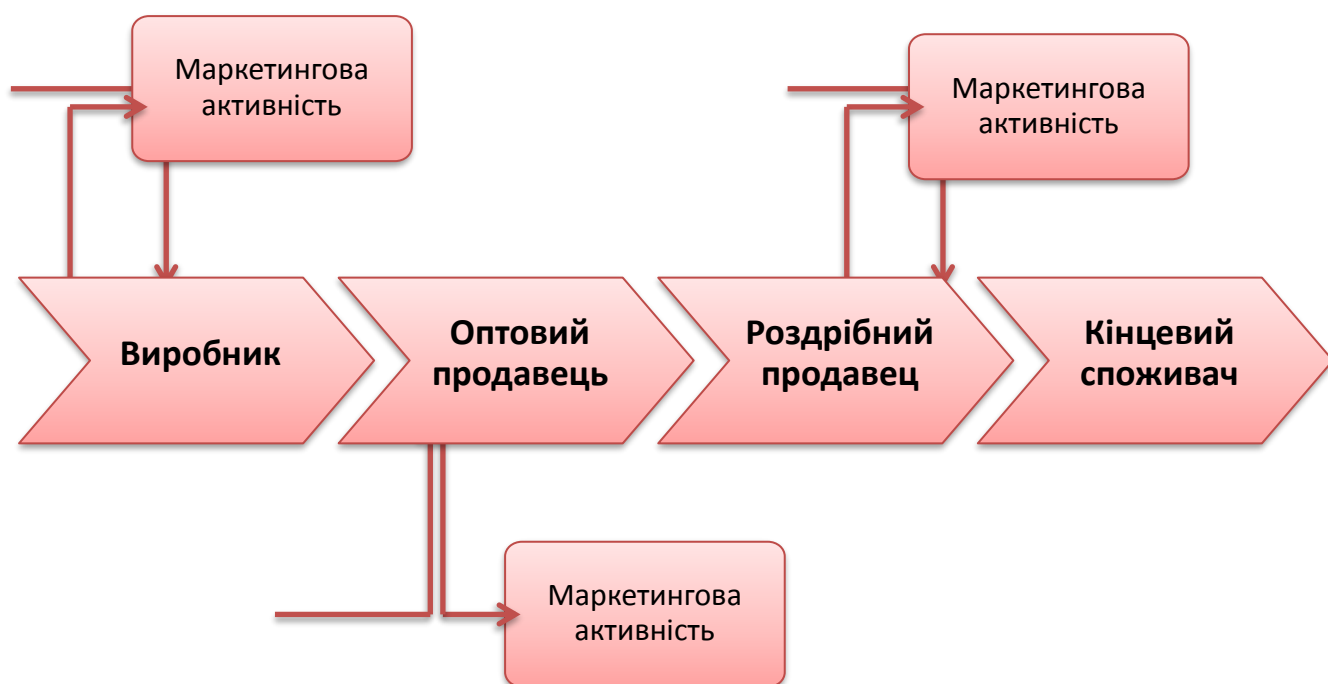 Маркетингова
активність
Маркетингова
активність
Виробник
Оптовий
продавець
Роздрібний
продавец
Кінцевий
споживач
Маркетингова
активність